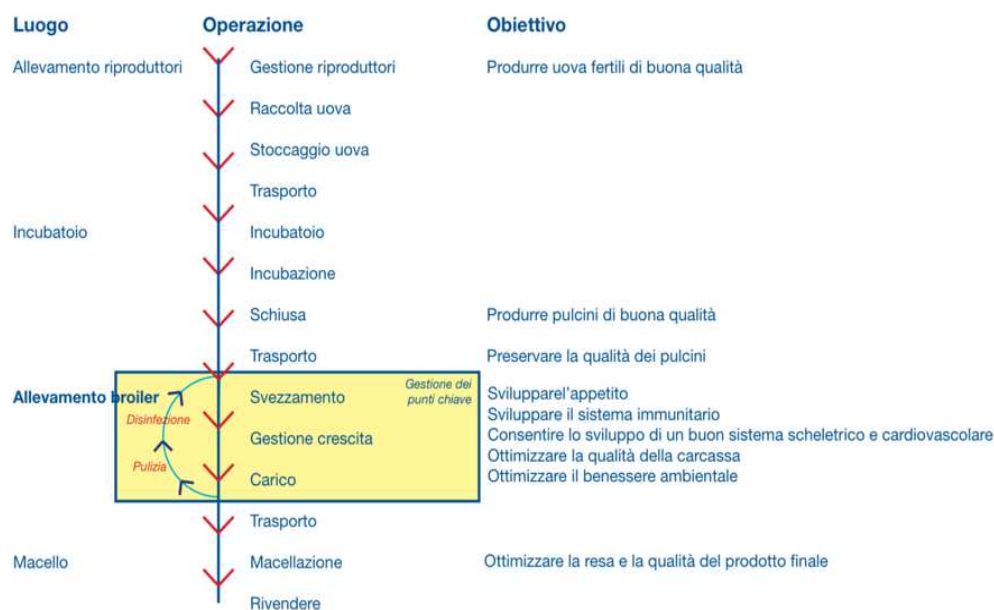 Luogo Operazione Obiettivo
Allevamento riproduttori Gestione riproduttori Produrre uova fertili di buona qualità
Raccolta uova
Stoccaggio uova
Trasporto
Incubatoio Incubatoio
Incubazione
Schiusa Produrre pulcini di buona qualità
Trasporto Preservare la qualità dei pulcini
Gestione dei
punti chiave
Allevamento broiler Svezzamento Svilupparel'appetito
Disinfezione Sviluppare il sistema immunitario
Gestione crescita Consentire lo sviluppo di un buon sistema scheletrico e cardiovascolare
Pulizia Ottimizzare la qualità della carcassa
Carico Ottimizzare il benessere ambientale
Trasporto
Macello Macellazione Ottimizzare la resa e la qualità del prodotto finale
Rivendere